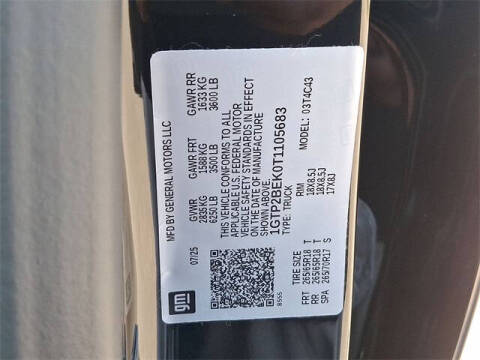 MFD BY GENERAL MOTORS LLC
07/25 GVWR GAWR FRT GAWR RR
2835 KG 1588 KG 1633 KG
6250 LB 3500 LB 3600 LB
THIS VEHICLE CONFORMS TO ALL
APPLICABLE U.S. FEDERAL MOTOR
VEHICLE SAFETY STANDARDS IN EFFECT
ON THE DATE OF MANUFACTURE
SHOWN ABOVE.
1GTP2BEK0T1105683
TYPE: TRUCK MODEL: 03T4C43
TIRE SIZE RIM
FRT 265/65R18 T 18X8.5J
RR 265/65R18 T 18X8.5J
SPA 265/70R17 S 17X8J
gm